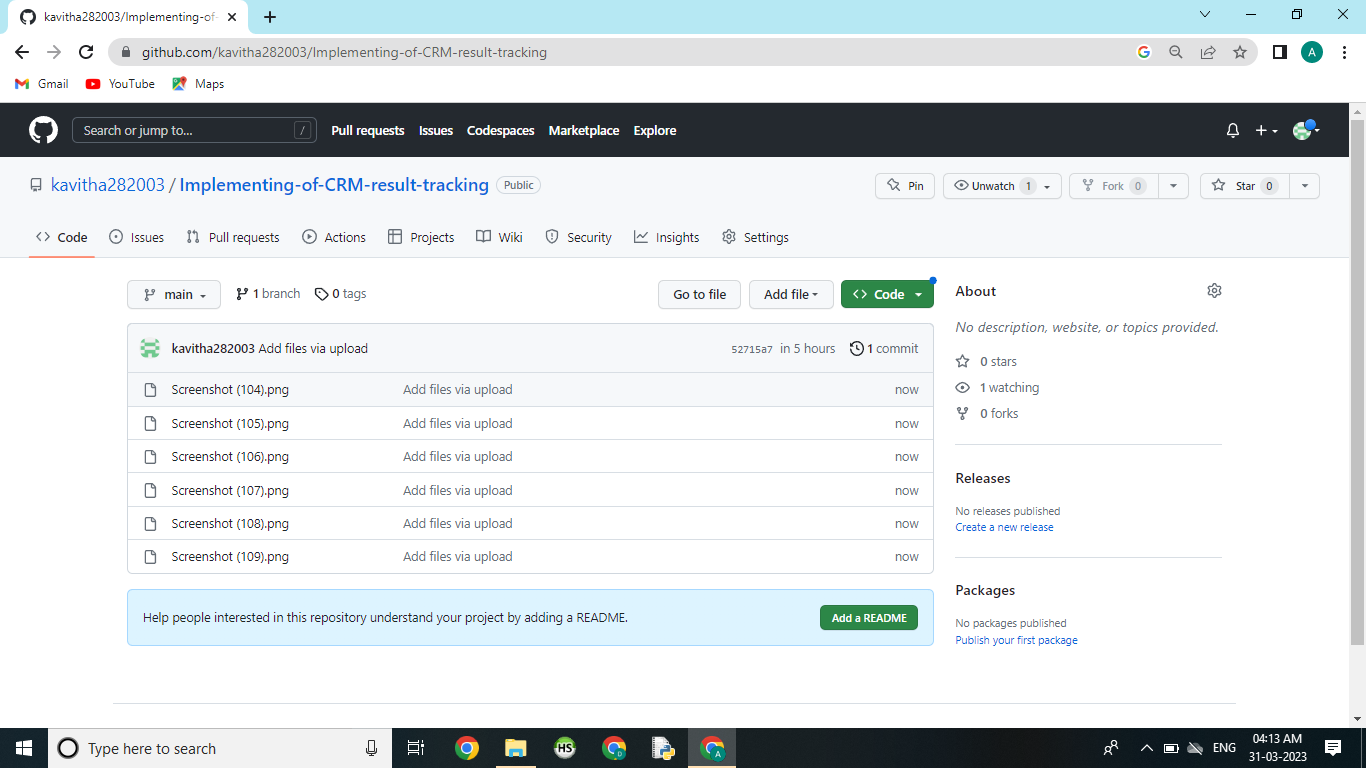 kavitha282003/Implementing-of-
github.com/kavitha282003/Implementing-of-CRM-result-tracking
A
Gmail YouTube Maps
Search or jump to... / Pull requests Issues Codespaces Marketplace Explore
kavitha282003 / Implementing-of-CRM-result-tracking Public Pin Unwatch 1 Fork 0 Star 0
Code Issues Pull requests Actions Projects Wiki Security Insights Settings
main 1 branch 0 tags Go to file Add file Code
kavitha282003 Add files via upload 52715a7 in 5 hours 1 commit
Screenshot (104).png Add files via upload now
Screenshot (105).png Add files via upload now
Screenshot (106).png Add files via upload now
Screenshot (107).png Add files via upload now
Screenshot (108).png Add files via upload now
Screenshot (109).png Add files via upload now
Help people interested in this repository understand your project by adding a README. Add a README
About
No description, website, or topics provided.
0 stars
1 watching
0 forks
Releases
No releases published
Create a new release
Packages
No packages published
Publish your first package
Type here to search HS D A ENG 04:13 AM
31-03-2023